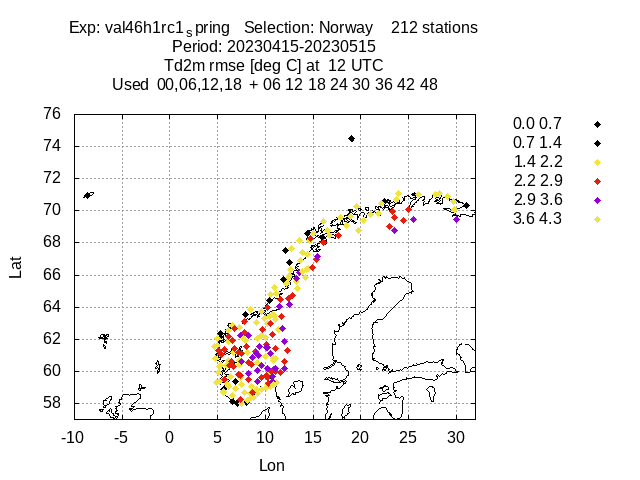 Exp: val46h1rc1spring Selection: Norway 212 stations
Period: 20230415-20230515
Td2m rmse [deg C] at 12 UTC
Used 00,06,12,18 + 06 12 18 24 30 36 42 48
76
74
72
70
68
66
64
62
60
58
Lat
-10 -5 0 5 10 15 20 25 30
Lon
0.0 0.7
0.7 1.4
1.4 2.2
2.2 2.9
2.9 3.6
3.6 4.3